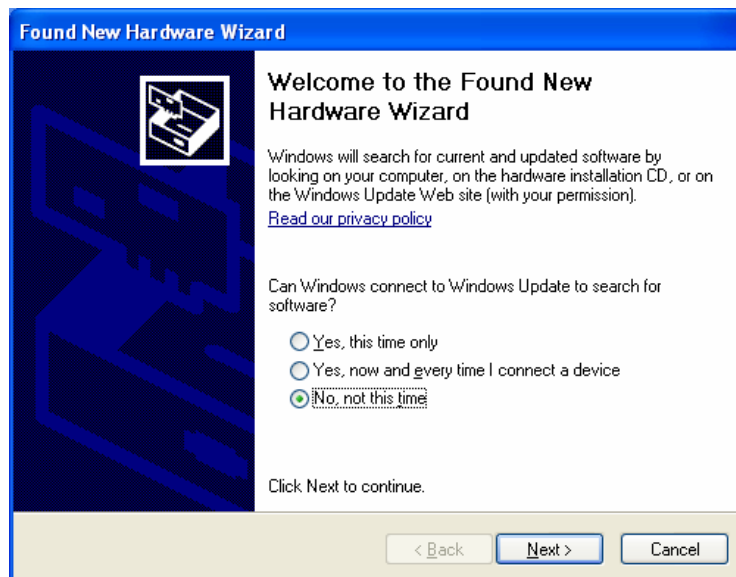 Found New Hardware Wizard
Welcome to the Found New
Hardware Wizard
Windows will search for current and updated software by
looking on your computer, on the hardware installation CD, or on
the Windows Update Web site (with your permission).
Read our privacy policy
Can Windows connect to Windows Update to search for
software?
Yes, this time only
Yes, now and every time I connect a device
No, not this time
Click Next to continue.
< Back
Next >
Cancel